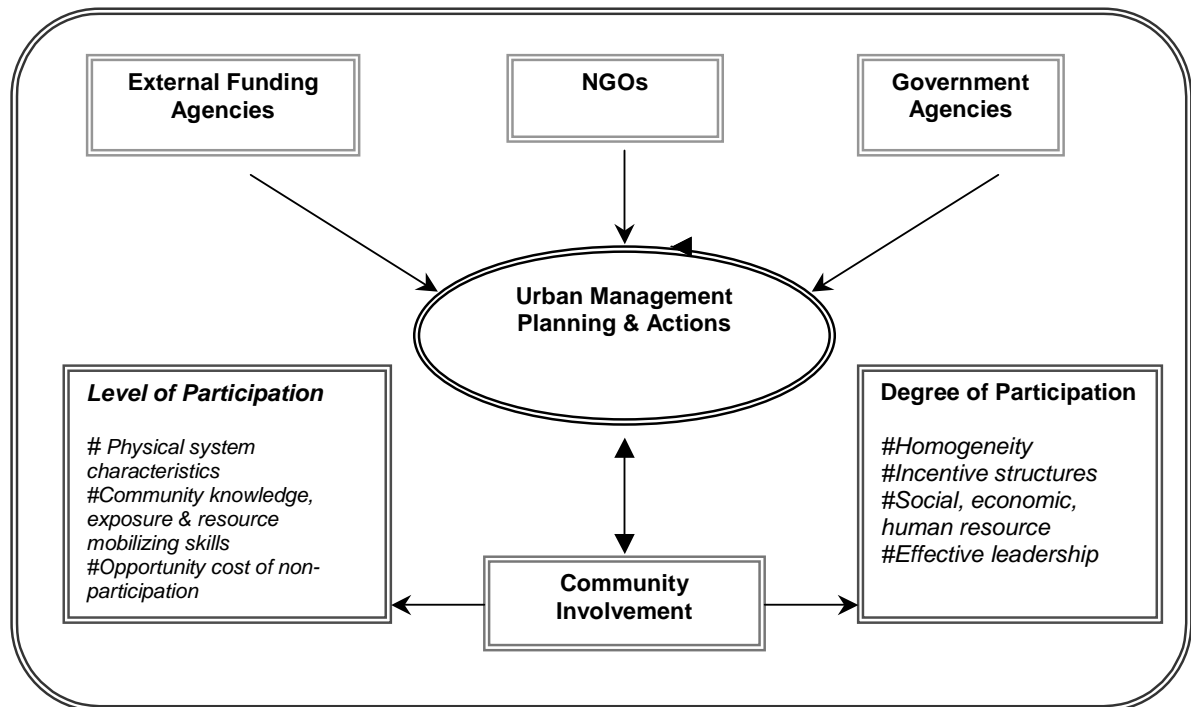 External Funding
Agencies
NGOs
Government
Agencies
Urban Management
Planning & Actions
Level of Participation
# Physical system
characteristics
#Community knowledge,
exposure & resource
mobilizing skills
#Opportunity cost of non-
participation
Degree of Participation
#Homogeneity
#Incentive structures
#Social, economic,
human resource
#Effective leadership
Community
Involvement